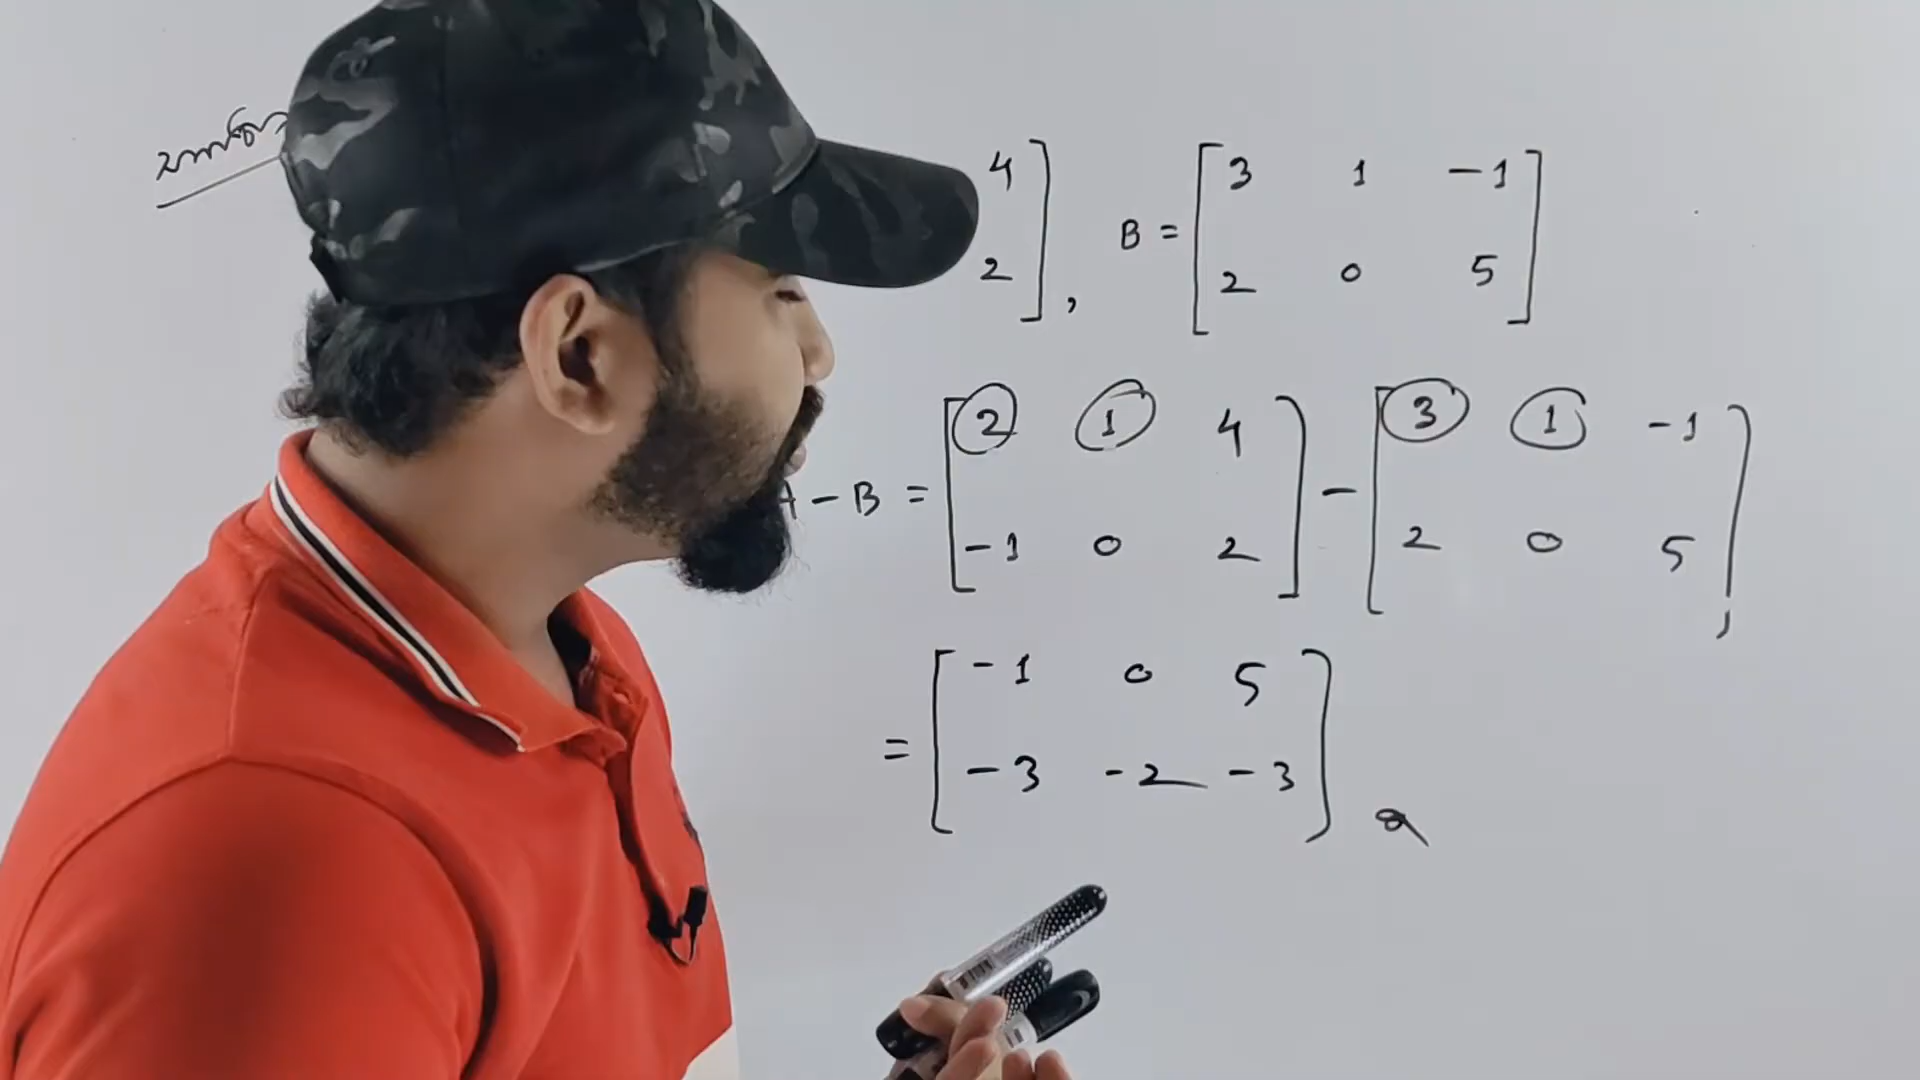 4 ] , B = [ 3 1 -1
2 0 5 ]
A - B = [ 2 1 4
-1 0 2 ] - [ 3 1 -1
2 0 5 ] ,
= [ -1 0 5
-3 -2 -3 ]